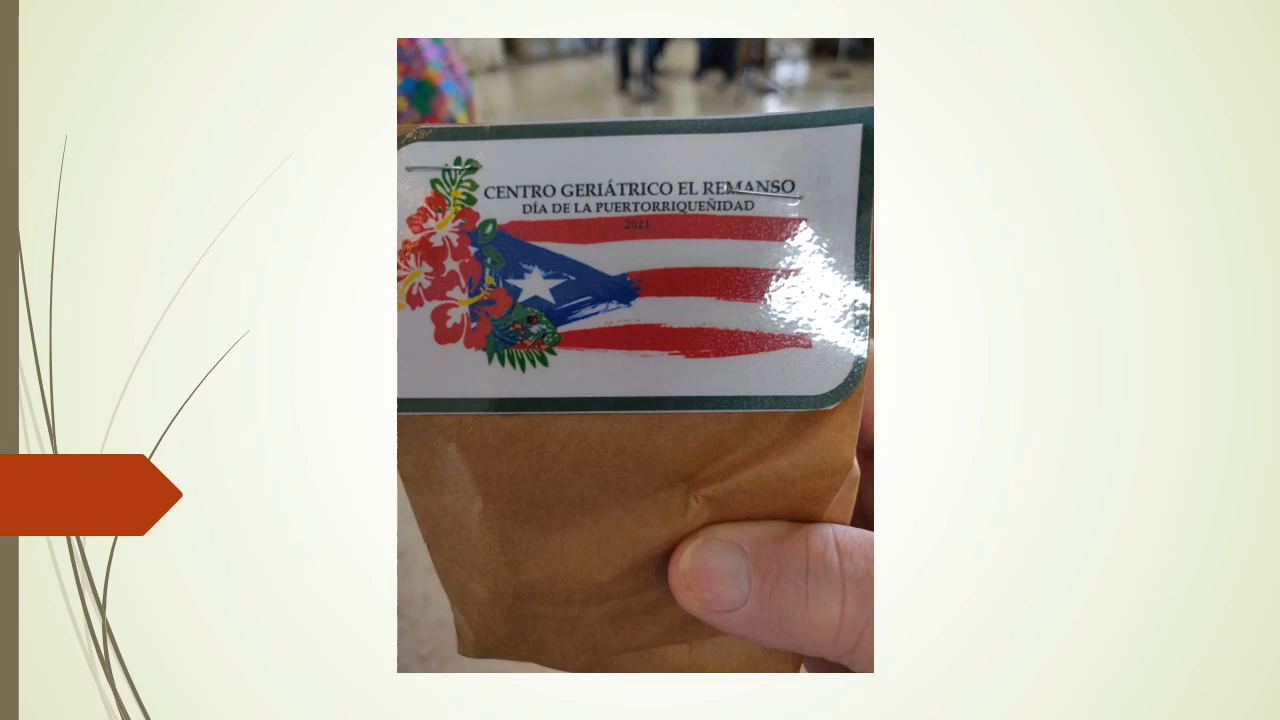 CENTRO GERIÁTRICO EL REMANSO
DÍA DE LA PUERTORRIQUEÑIDAD
2021